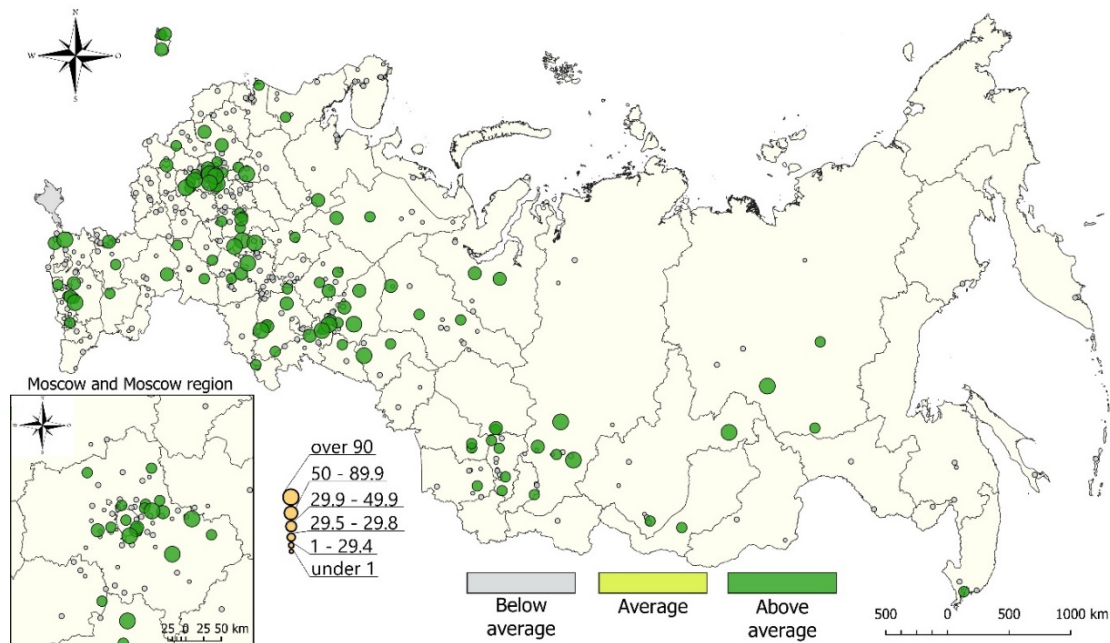 N
W
O
S
Moscow and Moscow region
over 90
50 - 89.9
29.9 - 49.9
29.5 - 29.8
1 - 29.4
under 1
Below
average
Average
Above
average
25 0 25 50 km
500 0 500 1000 km